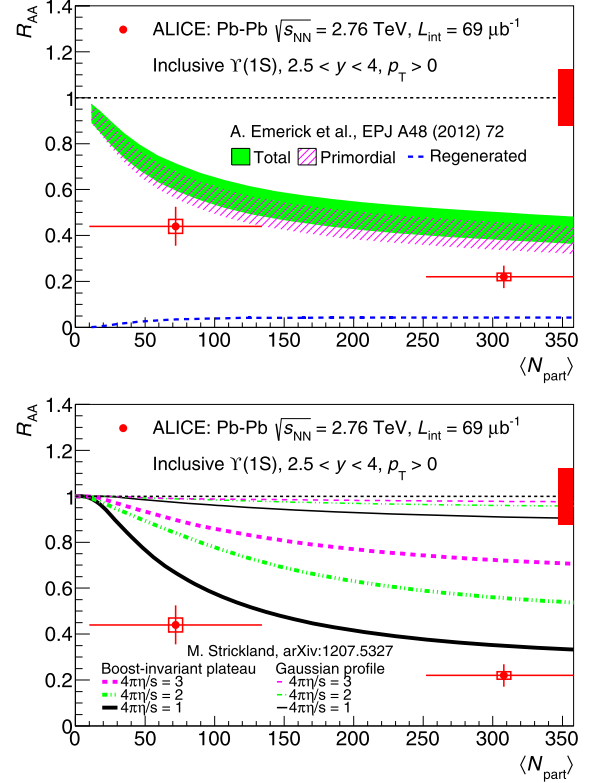 R_AA
1.4
ALICE: Pb-Pb √s_NN = 2.76 TeV, L_int = 69 μb⁻¹
1.2
Inclusive ϒ(1S), 2.5 < y < 4, p_T > 0
1
A. Emerick et al., EPJ A48 (2012) 72
0.8
Total Primordial Regenerated
0.6
0.4
0.2
0
0 50 100 150 200 250 300 350
⟨N_part⟩
R_AA
1.4
ALICE: Pb-Pb √s_NN = 2.76 TeV, L_int = 69 μb⁻¹
1.2
Inclusive ϒ(1S), 2.5 < y < 4, p_T > 0
1
0.8
0.6
0.4
M. Strickland, arXiv:1207.5327
Boost-invariant plateau Gaussian profile
4πη/s = 3 4πη/s = 3
0.2
4πη/s = 2 4πη/s = 2
4πη/s = 1 4πη/s = 1
0
0 50 100 150 200 250 300 350
⟨N_part⟩